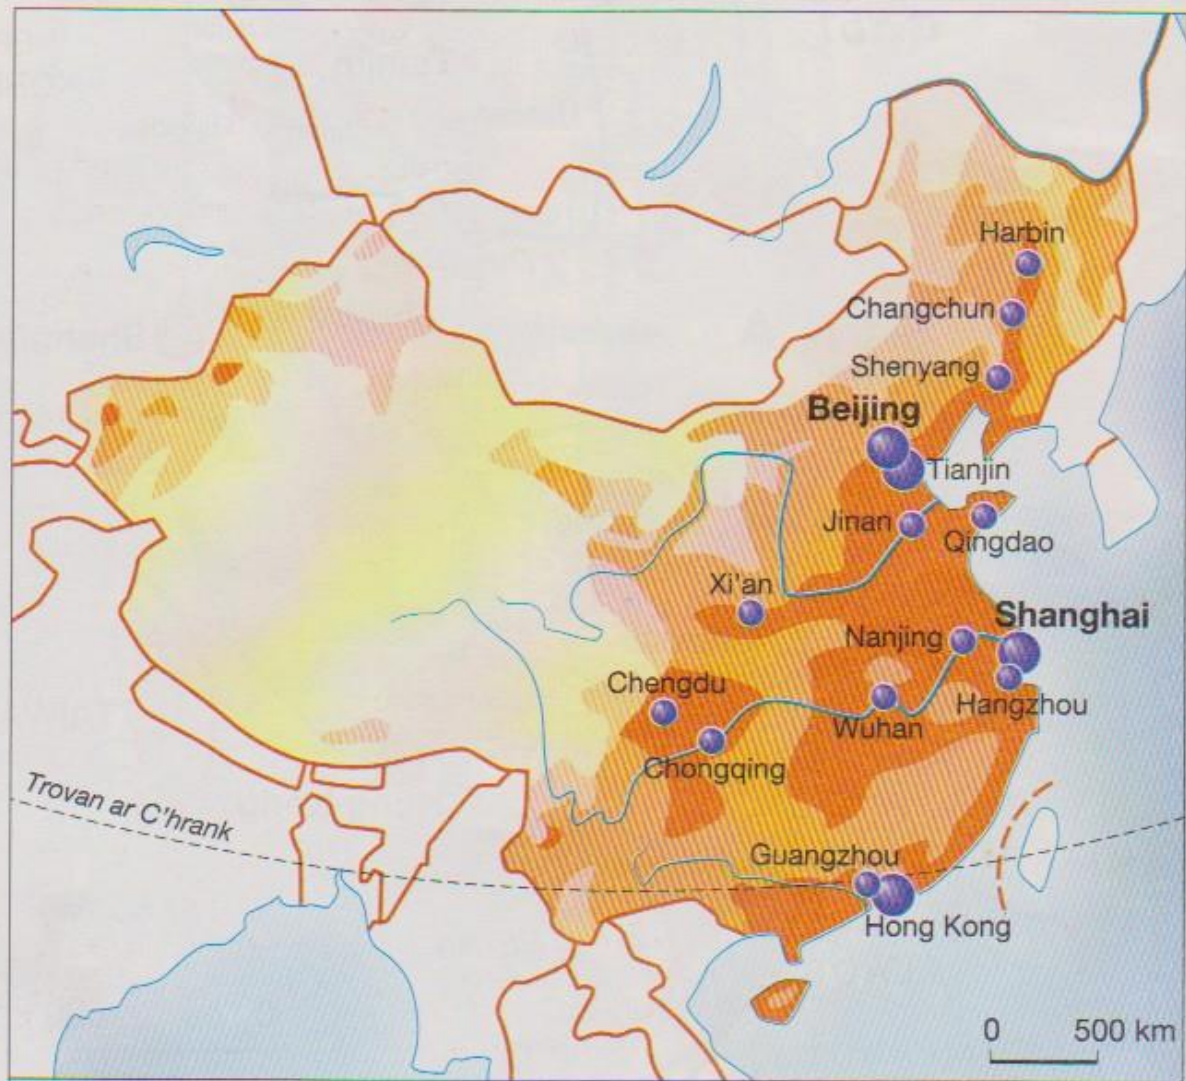 Harbin
Changchun
Shenyang
Beijing
Tianjin
Jinan
Qingdao
Xi'an
Shanghai
Nanjing
Chengdu
Hangzhou
Wuhan
Chongqing
Trovan ar C'hrank
Guangzhou
Hong Kong
0 500 km